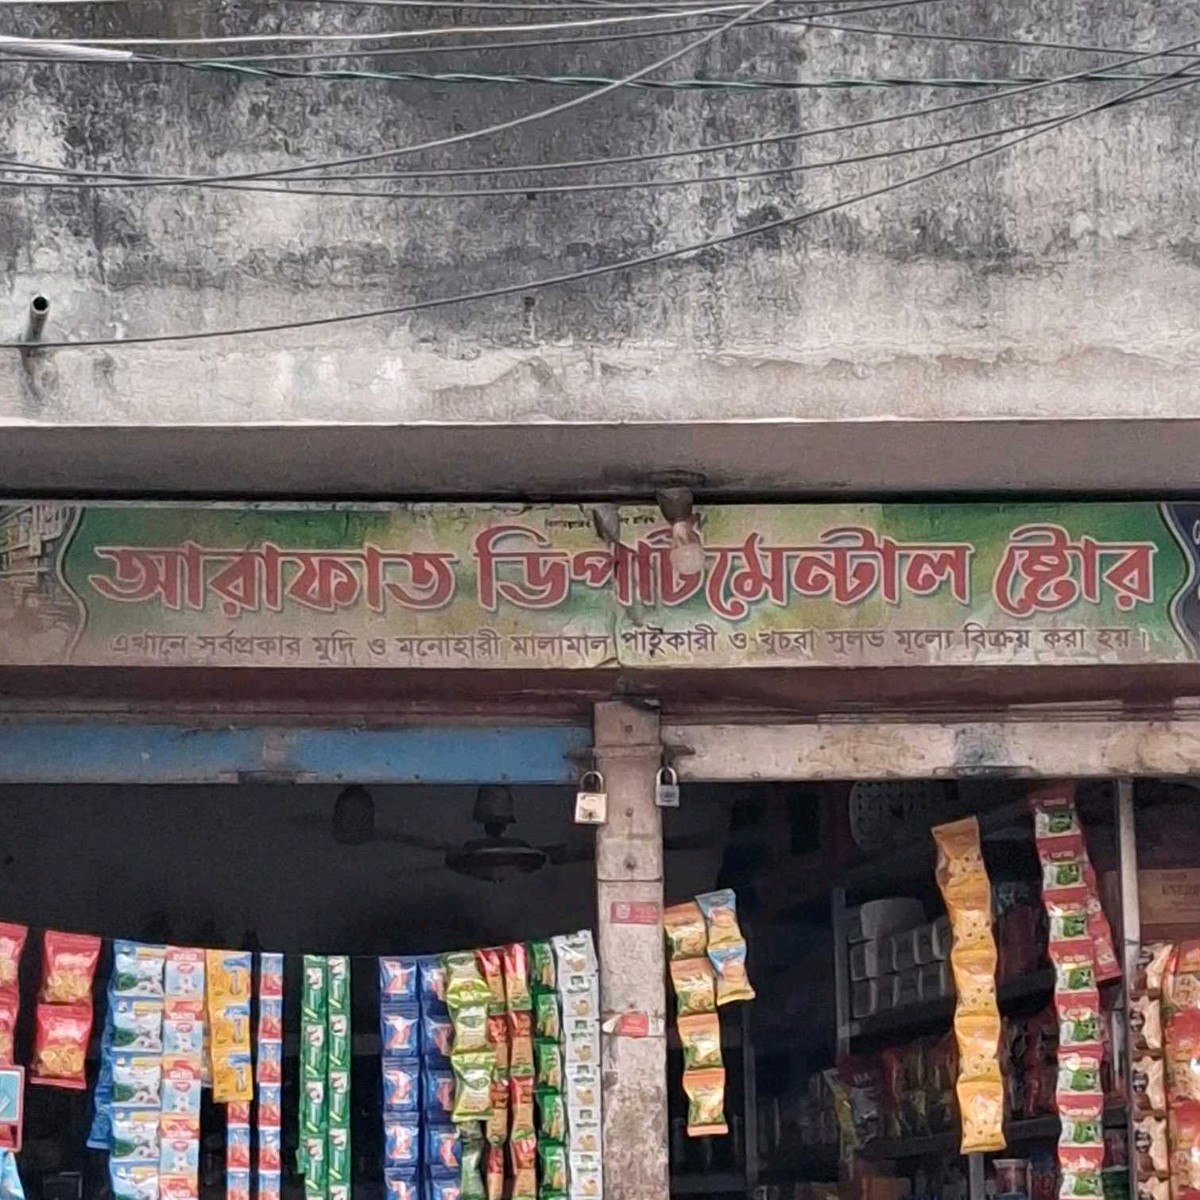 আরাফাত ডিপার্টমেন্টাল ষ্টোর
এখানে সর্বপ্রকার মুদি ও মনোহারী মালামাল পাইকারী ও খুচরা সুলভ মূল্যে বিক্রয় করা হয়।